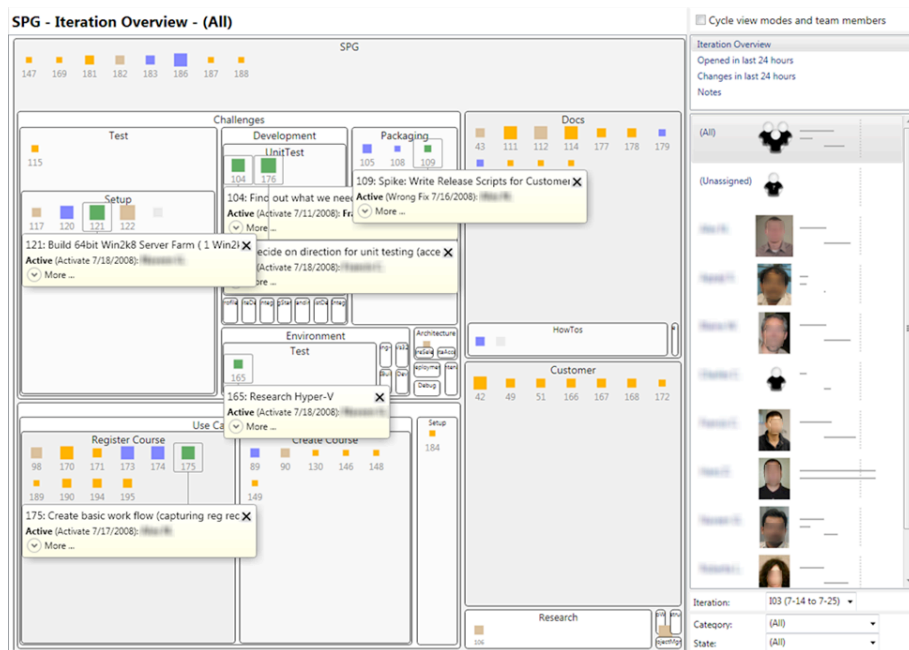 SPG - Iteration Overview - (All)
SPG
147 169 181 182 183 186 187 188
Challenges
Test
115
Setup
117 120 121 122
121: Build 64bit Win2k8 Server Farm ( 1 Win2k
Active (Activate 7/18/2008):
More ...
Development
UnitTest
104 176
104: Find out what we nee
Active (Activate 7/11/2008): Fr
More ...
ecide on direction for unit testing (acce
(Activate 7/18/2008):
Packaging
105 108 109
109: Spike: Write Release Scripts for Customer
Active (Wrong Fix 7/16/2008):
More ...
Environment
Test
165
165: Research Hyper-V
Active (Activate 7/18/2008):
More ...
Architecture
Debug
Docs
43 111 112 114 177 178 179
HowTos
Customer
42 49 51 166 167 168 172
Use Ca
Register Course
98 170 171 173 174 175
189 190 194 195
175: Create basic work flow (capturing reg rec
Active (Activate 7/17/2008):
More ...
Create Course
89 90 130 146 148
149
Setup
184
Research
106
Cycle view modes and team members
Iteration Overview
Opened in last 24 hours
Changes in last 24 hours
Notes
(All)
(Unassigned)
Iteration: I03 (7-14 to 7-25)
Category: (All)
State: (All)